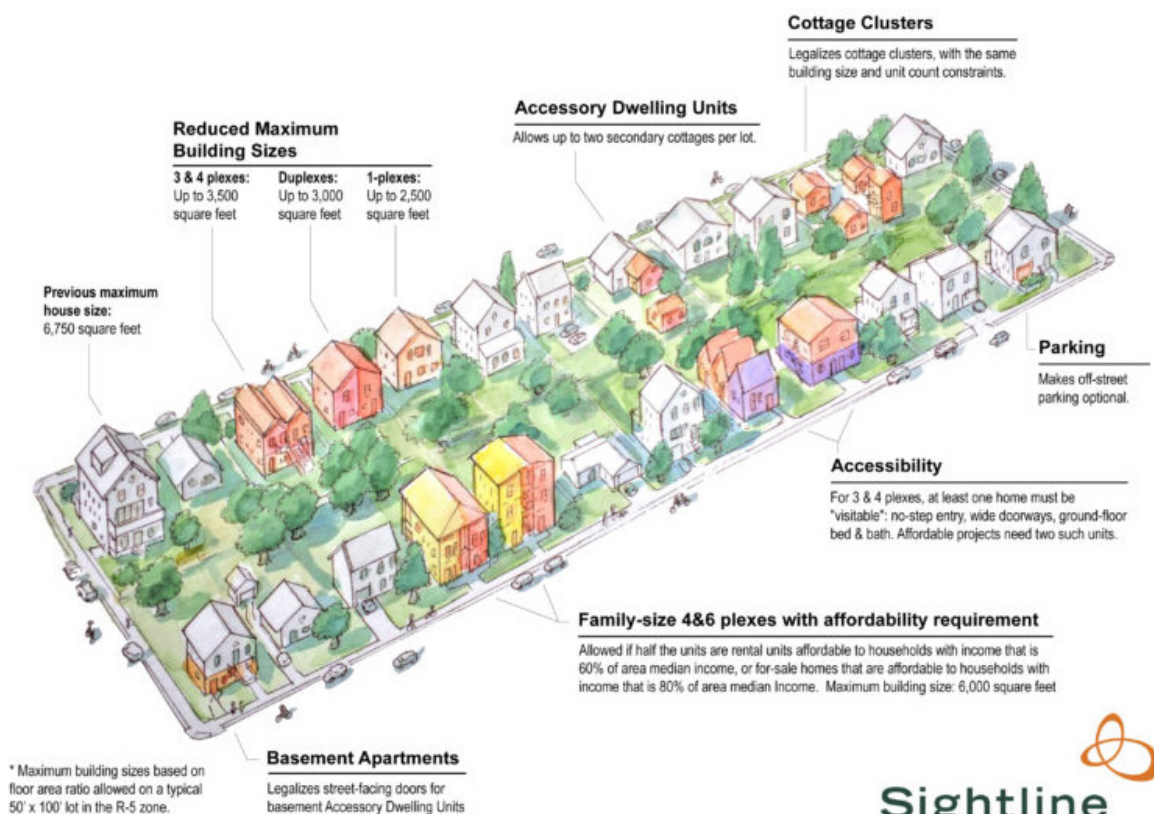 Cottage Clusters
Legalizes cottage clusters, with the same
building size and unit count constraints.
Accessory Dwelling Units
Allows up to two secondary cottages per lot.
Reduced Maximum
Building Sizes
3 & 4 plexes:
Up to 3,500
square feet
Duplexes:
Up to 3,000
square feet
1-plexes:
Up to 2,500
square feet
Previous maximum
house size:
6,750 square feet
Parking
Makes off-street
parking optional.
Accessibility
For 3 & 4 plexes, at least one home must be
"visitable": no-step entry, wide doorways, ground-floor
bed & bath. Affordable projects need two such units.
Family-size 4&6 plexes with affordability requirement
Allowed if half the units are rental units affordable to households with income that is
60% of area median income, or for-sale homes that are affordable to households with
income that is 80% of area median Income. Maximum building size: 6,000 square feet
Basement Apartments
Legalizes street-facing doors for
basement Accessory Dwelling Units
* Maximum building sizes based on
floor area ratio allowed on a typical
50' x 100' lot in the R-5 zone.
Sightline